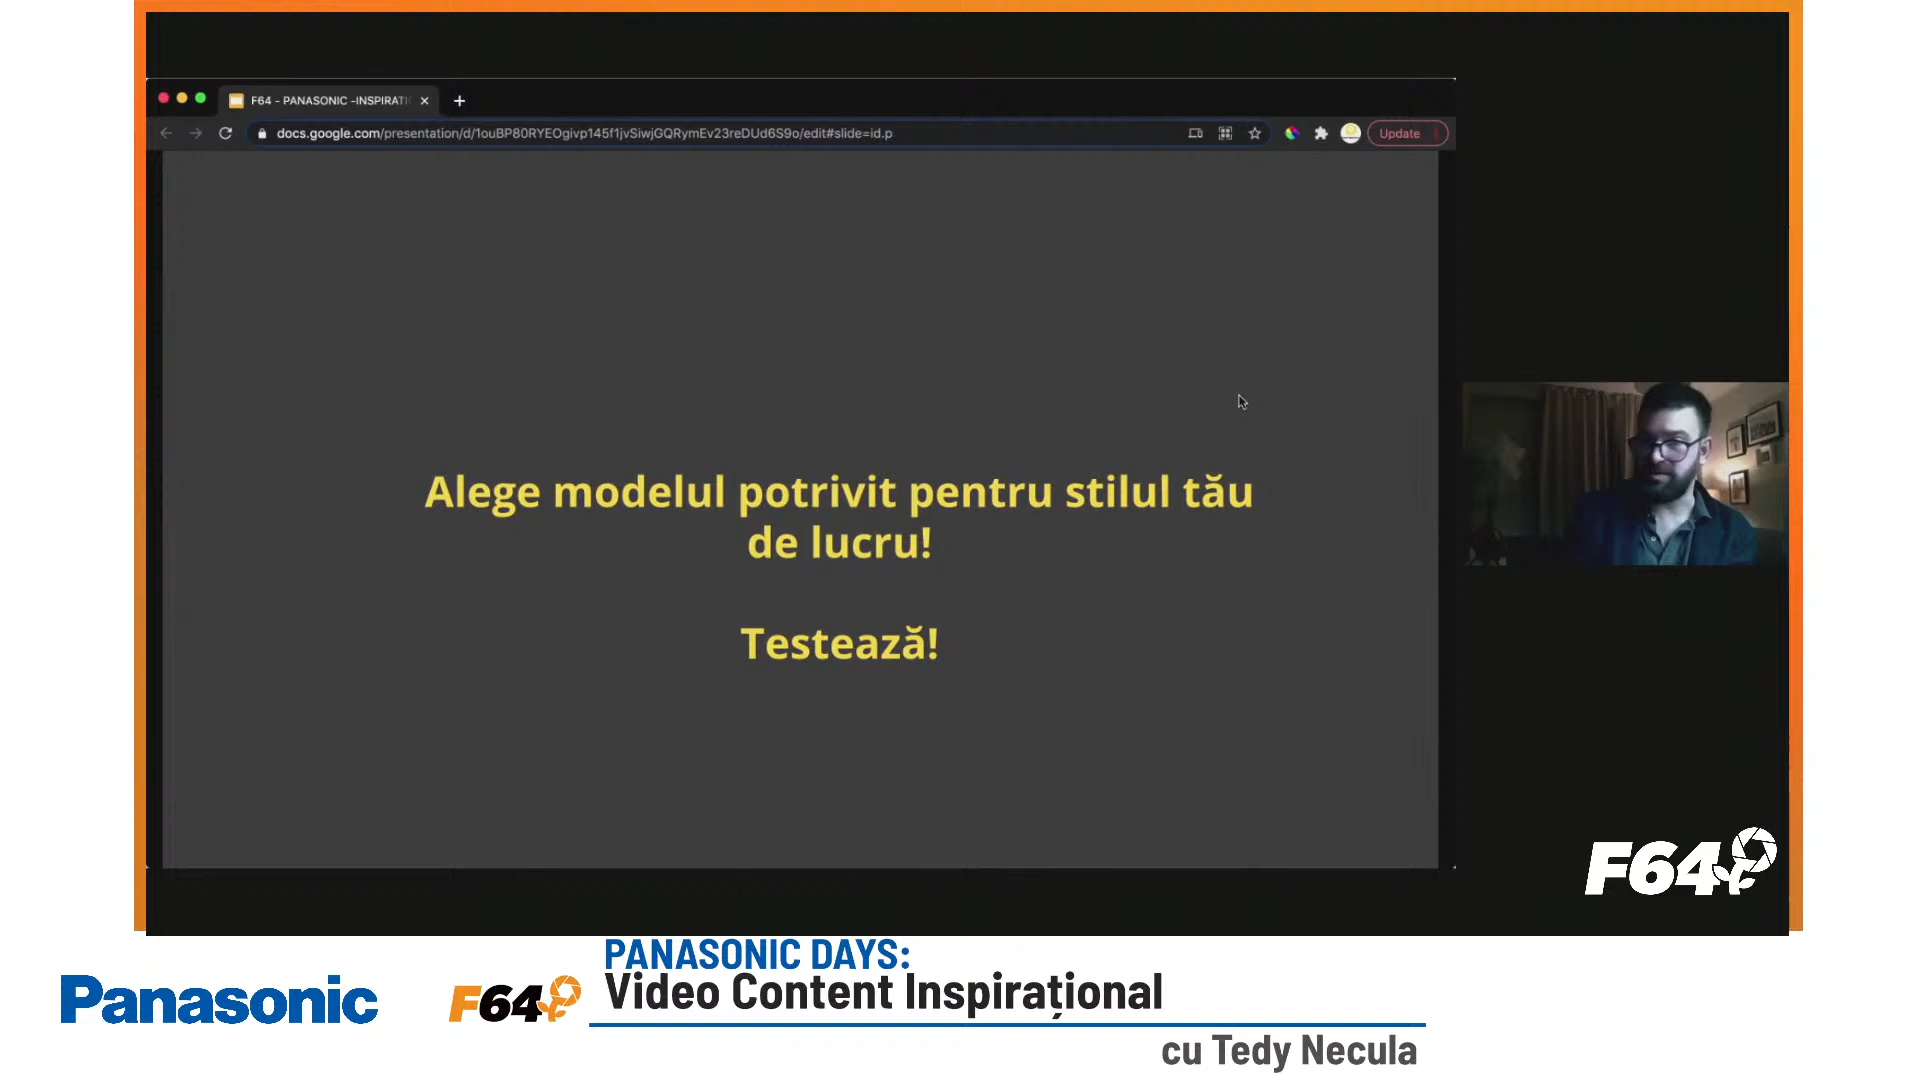 F64 - PANASONIC -INSPIRATI
docs.google.com/presentation/d/1ouBP80RYEOgivp145f1jvSiwjGQRymEv23reDUd6S9o/edit#slide=id.p
Update
Alege modelul potrivit pentru stilul tău
de lucru!
Testează!
F64
PANASONIC DAYS:
Panasonic
F64
Video Content Inspirațional
cu Tedy Necula